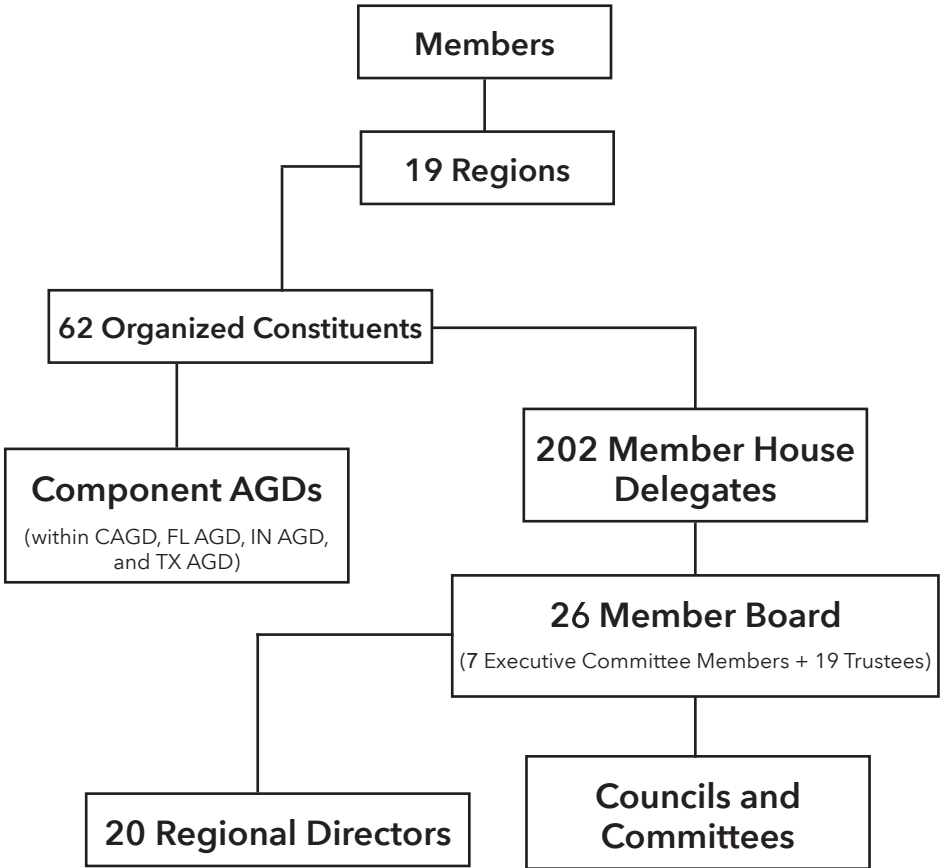 Members
19 Regions
62 Organized Constituents
202 Member House
Delegates
Component AGDs
(within CAGD, FL AGD, IN AGD,
and TX AGD)
26 Member Board
(7 Executive Committee Members + 19 Trustees)
20 Regional Directors
Councils and
Committees